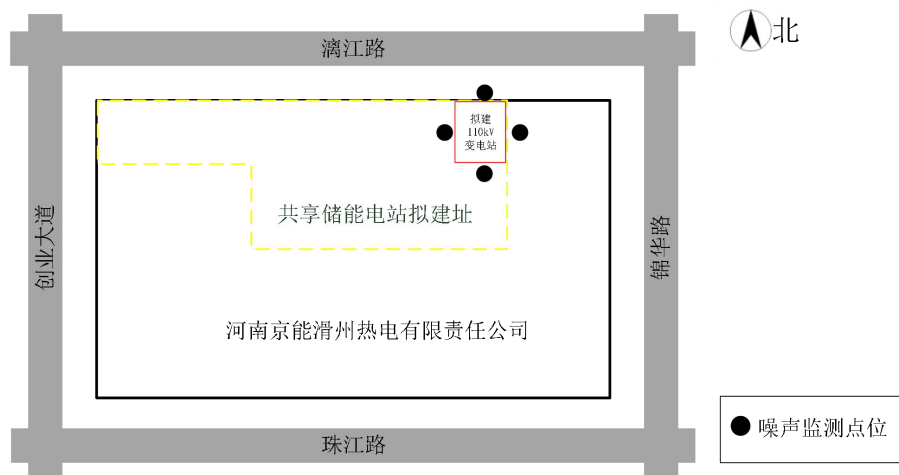 北
漓江路
拟建
110kV
变电站
共享储能电站拟建址
创业大道
锦华路
河南京能滑州热电有限责任公司
噪声监测点位
珠江路